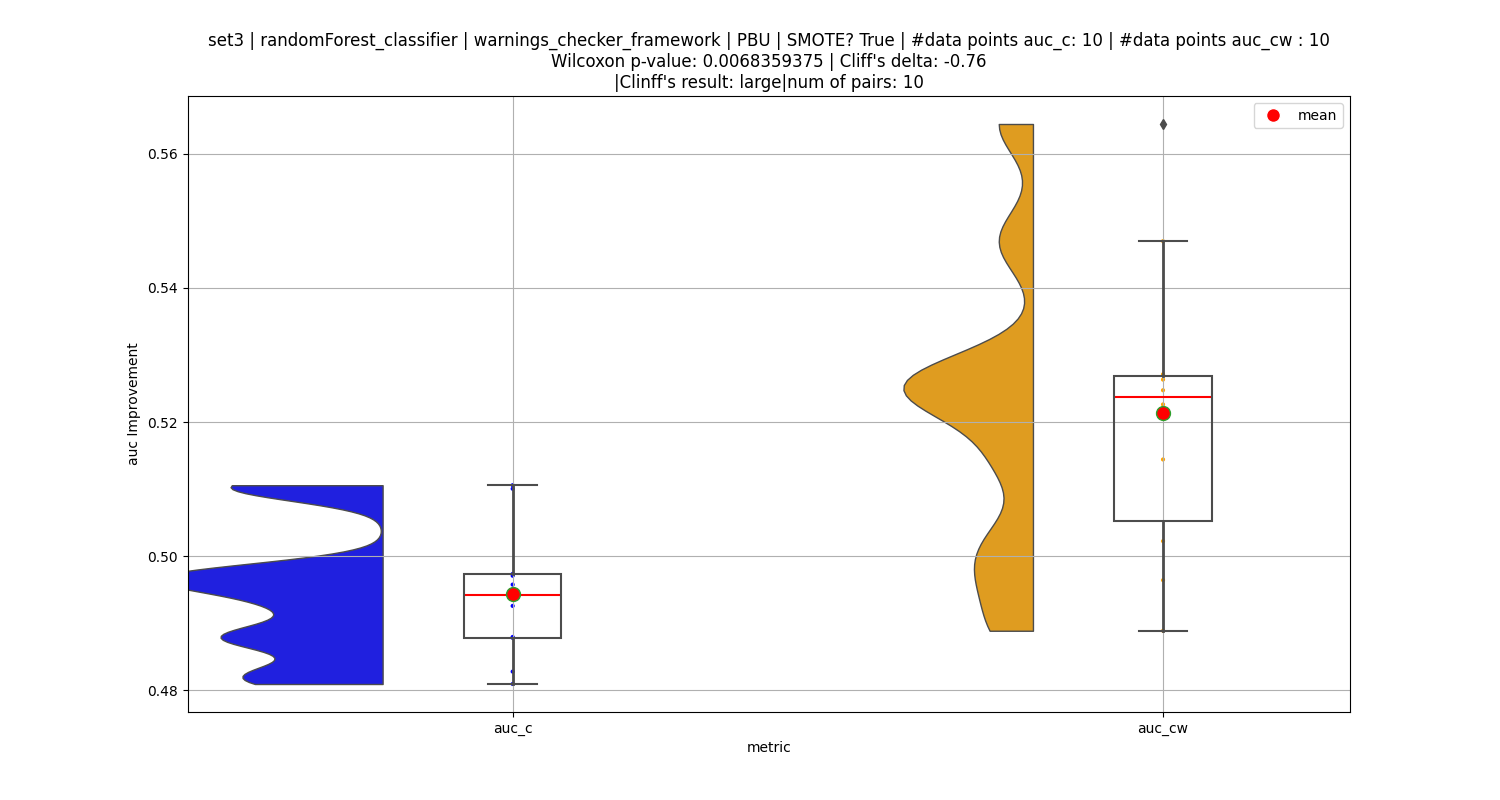 set3 | randomForest_classifier | warnings_checker_framework | PBU | SMOTE? True | #data points auc_c: 10 | #data points auc_cw : 10
Wilcoxon p-value: 0.0068359375 | Cliff's delta: -0.76
|Clinff's result: large|num of pairs: 10
mean
0.56
0.54
0.52
0.50
0.48
auc Improvement
auc_c
auc_cw
metric